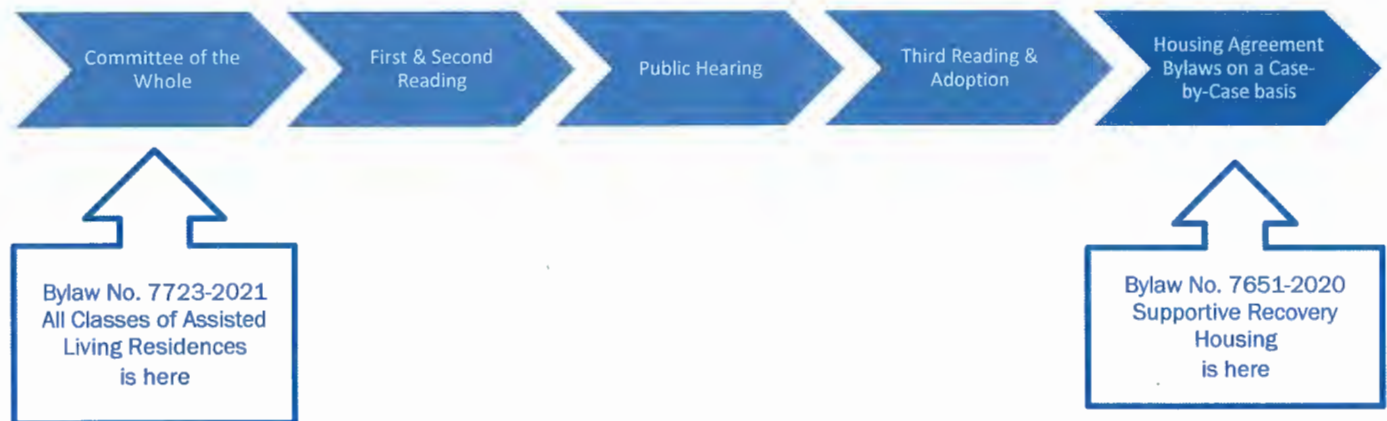 Committee of the
Whole
First & Second
Reading
Public Hearing
Third Reading &
Adoption
Housing Agreement
Bylaws on a Case-
by-Case basis
Bylaw No. 7723-2021
All Classes of Assisted
Living Residences
is here
Bylaw No. 7651-2020
Supportive Recovery
Housing
is here